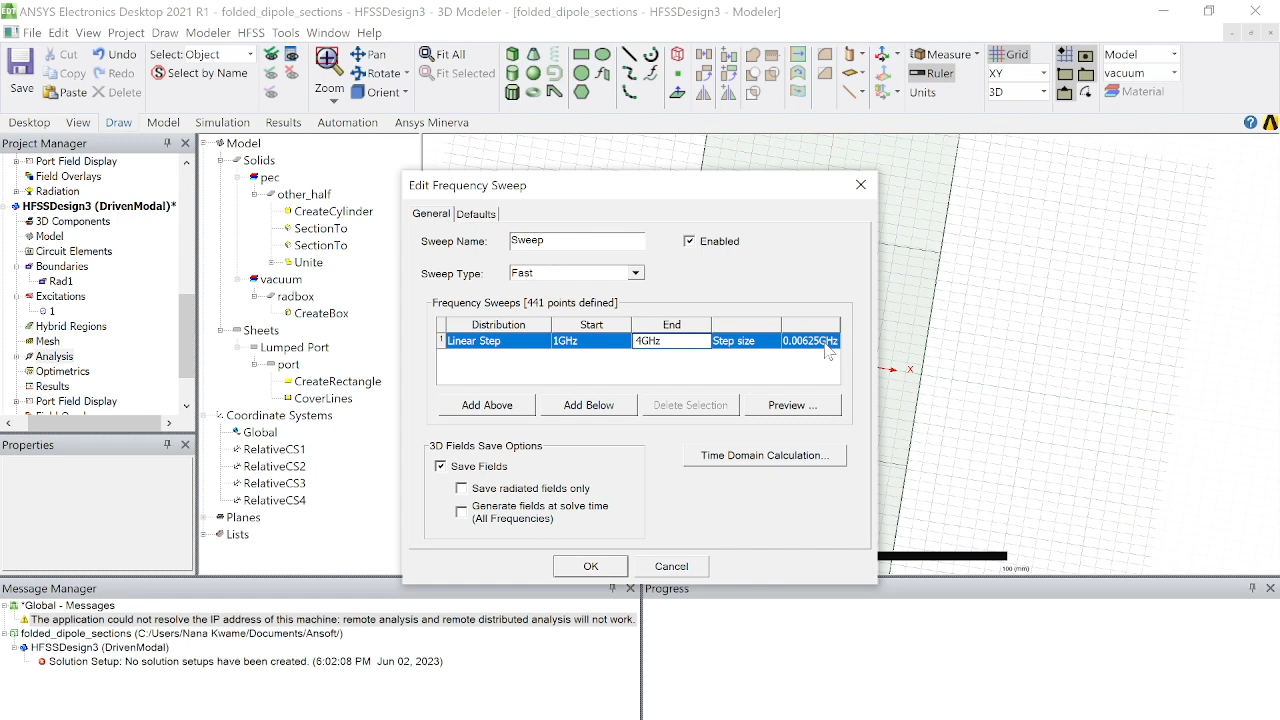 ANSYS Electronics Desktop 2021 R1 - folded_dipole_sections - HFSSDesign3 - 3D Modeler - [folded_dipole_sections - HFSSDesign3 - Modeler]
File Edit View Project Draw Modeler HFSS Tools Window Help
Save
Cut
Copy
Paste
Undo
Redo
Delete
Select: Object
Select by Name
Zoom
Pan
Rotate
Orient
Fit All
Fit Selected
Measure
Ruler
Units
Grid
XY
3D
Model
vacuum
Material
Desktop View Draw Model Simulation Results Automation Ansys Minerva
Project Manager
Port Field Display
Field Overlays
Radiation
HFSSDesign3 (DrivenModal)*
3D Components
Model
Circuit Elements
Boundaries
Rad1
Excitations
1
Hybrid Regions
Mesh
Analysis
Optimetrics
Results
Port Field Display
Properties
Model
Solids
pec
other_half
CreateCylinder
SectionTo
SectionTo
Unite
vacuum
radbox
CreateBox
Sheets
Lumped Port
port
CreateRectangle
CoverLines
Coordinate Systems
Global
RelativeCS1
RelativeCS2
RelativeCS3
RelativeCS4
Planes
Lists
Edit Frequency Sweep
General Defaults
Sweep Name: Sweep Enabled
Sweep Type: Fast
Frequency Sweeps [441 points defined]
Distribution Start End
1 Linear Step 1GHz 4GHz Step size 0.00625GHz
Add Above Add Below Delete Selection Preview ...
3D Fields Save Options
Save Fields
Save radiated fields only
Generate fields at solve time
(All Frequencies)
Time Domain Calculation...
OK Cancel
X
100 (mm)
Message Manager
*Global - Messages
The application could not resolve the IP address of this machine: remote analysis and remote distributed analysis will not work.
folded_dipole_sections (C:/Users/Nana Kwame/Documents/Ansoft/)
HFSSDesign3 (DrivenModal)
Solution Setup: No solution setups have been created. (6:02:08 PM Jun 02, 2023)
Progress